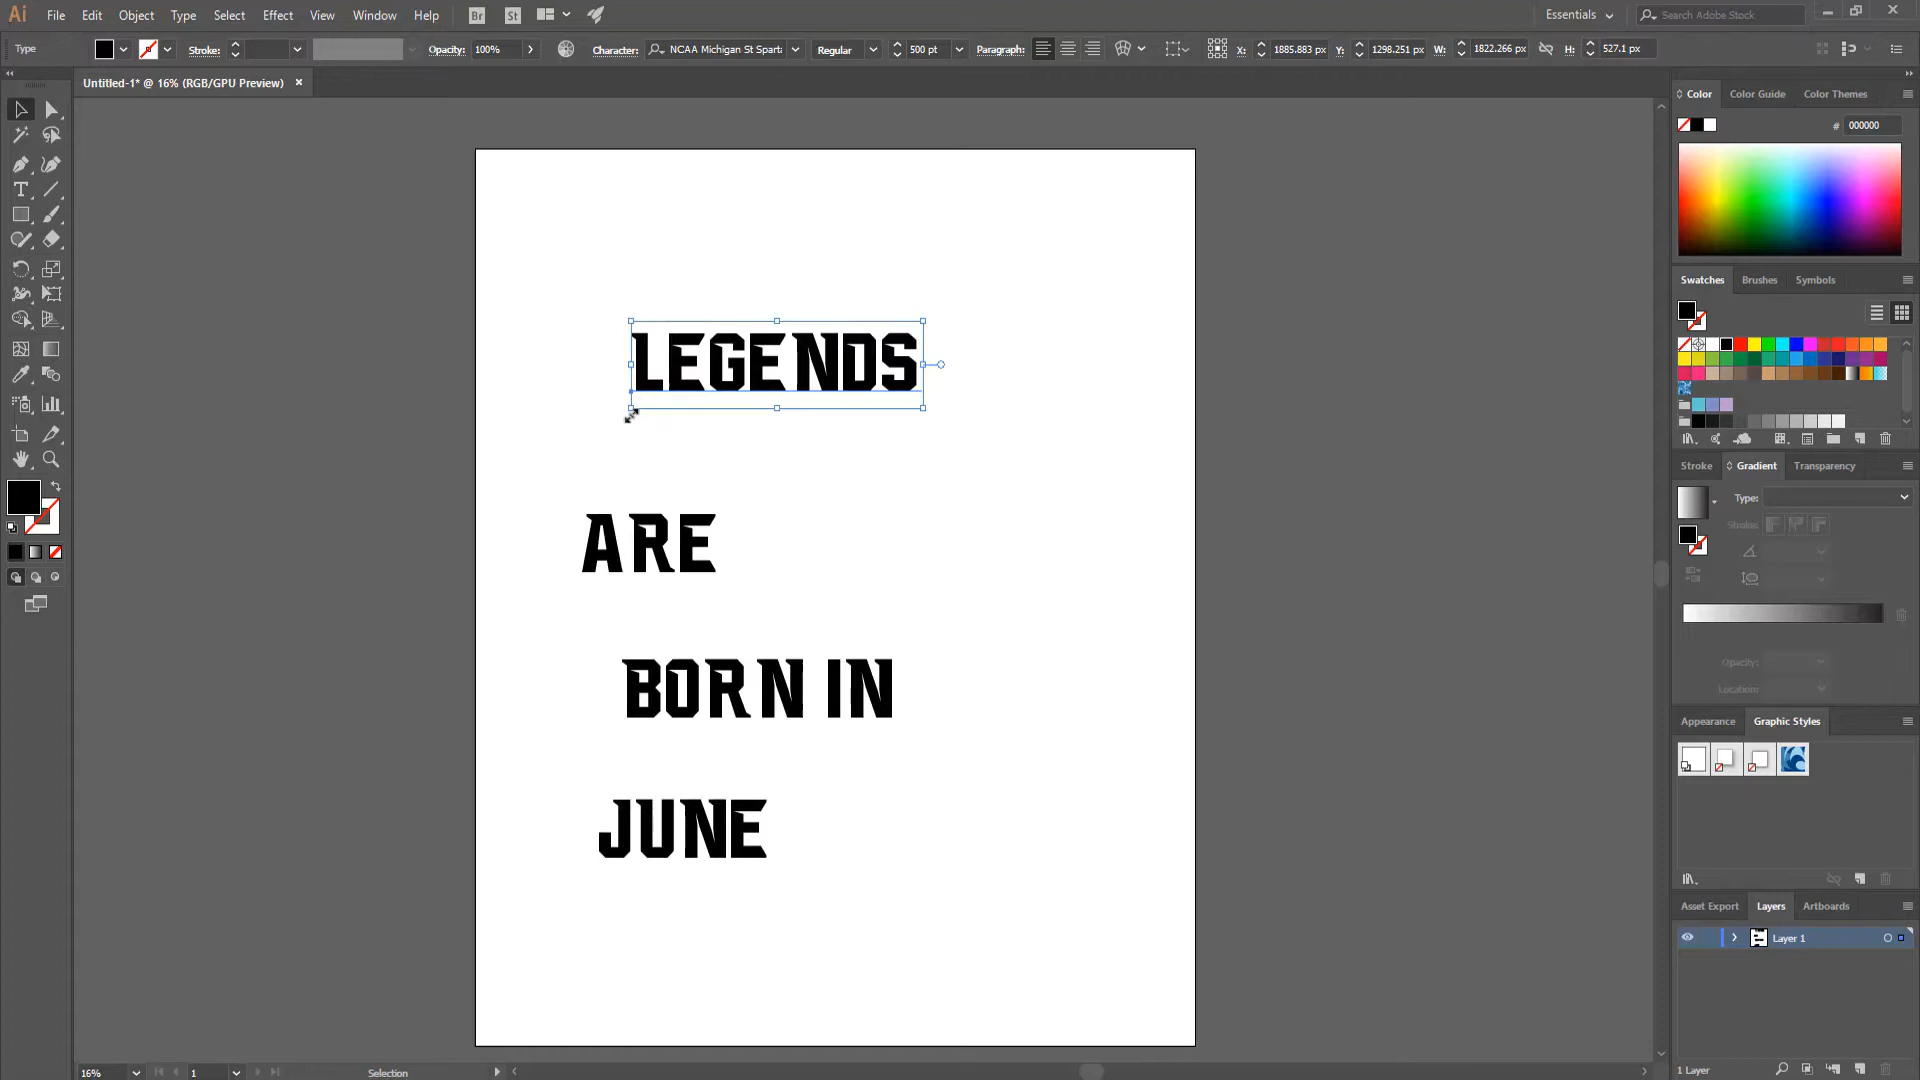 Ai File Edit Object Type Select Effect View Window Help Br St Essentials Search Adobe Stock
Type Stroke: Opacity: 100% Character: NCAA Michigan St Sparta Regular 500 pt Paragraph: X: 1885.883 px Y: 1298.251 px W: 1822.266 px H: 527.1 px
Untitled-1* @ 16% (RGB/GPU Preview)
Color Color Guide Color Themes
# 000000
Swatches Brushes Symbols
LEGENDS
ARE
BORN IN
JUNE
Stroke Gradient Transparency
Type:
Stroke:
Opacity:
Location:
Appearance Graphic Styles
Asset Export Layers Artboards
Layer 1
1 Layer
16% 1 Selection